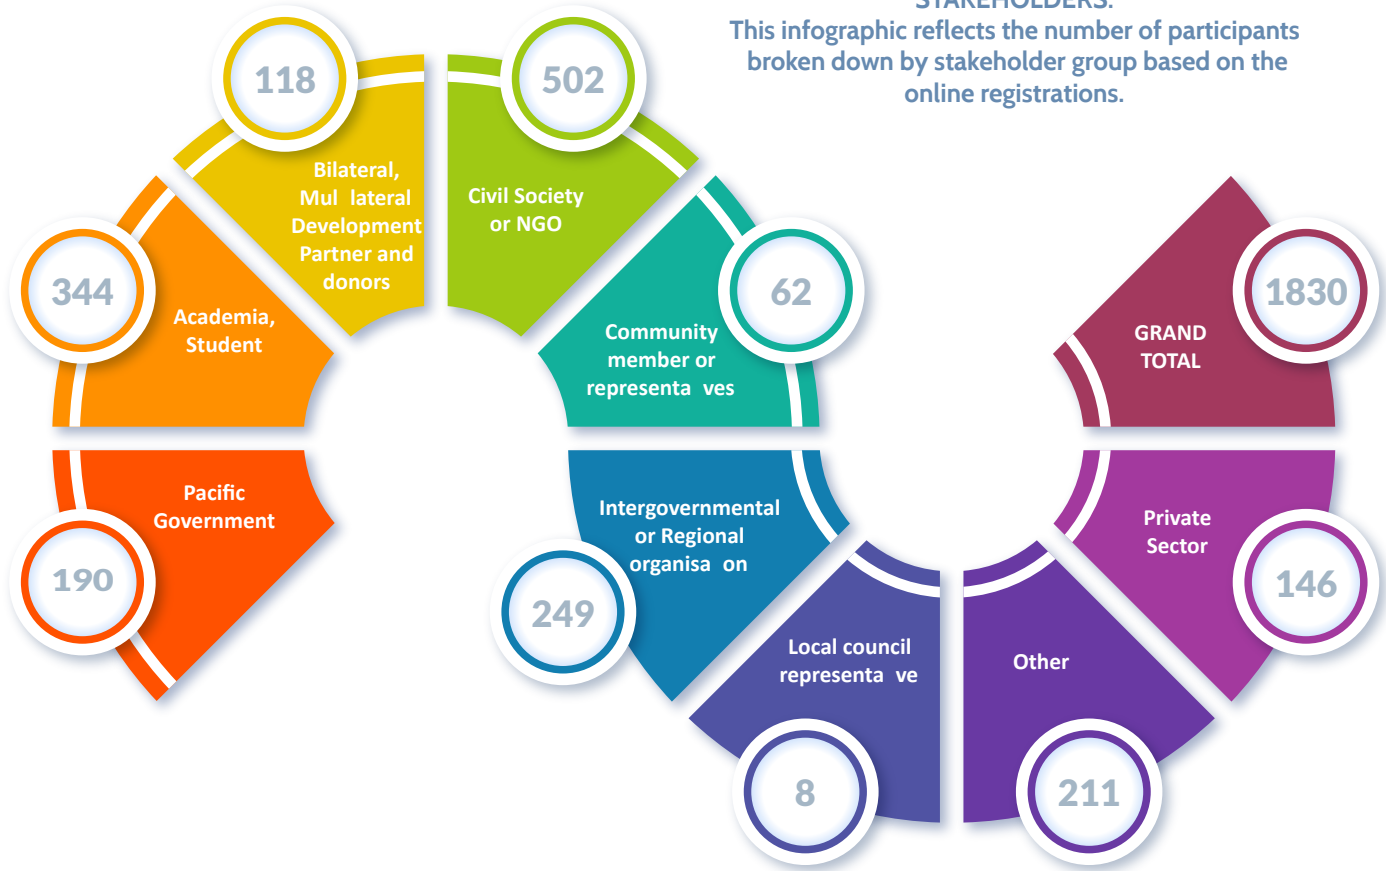 STAKEHOLDERS.
This infographic reflects the number of participants
broken down by stakeholder group based on the
online registrations.
118
Bilateral,
Mul lateral
Development
Partner and
donors
502
Civil Society
or NGO
344
Academia,
Student
62
Community
member or
representa ves
1830
GRAND
TOTAL
Pacific
Government
190
Intergovernmental
or Regional
organisa on
249
Private
Sector
146
Local council
representa ve
8
Other
211